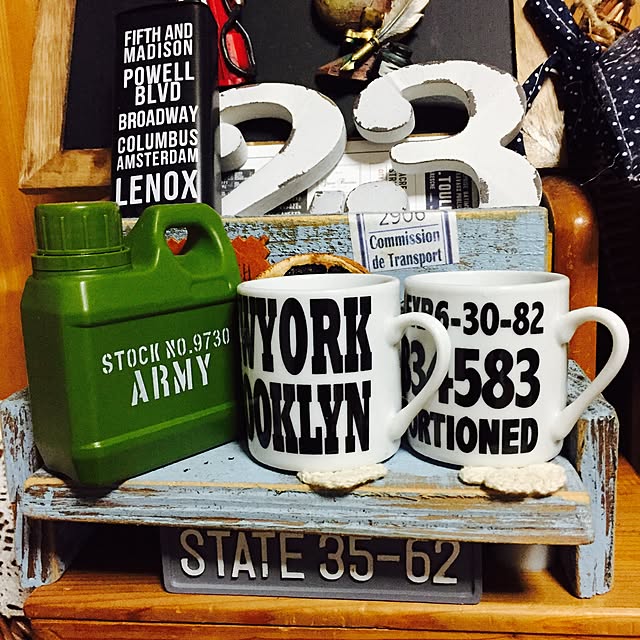 FIFTH AND
MADISON
POWELL
BLVD
BROADWAY
COLUMBUS
AMSTERDAM
LENOX
23
2906
Commission
de Transport
STOCK NO.9730
ARMY
WYORK
OOKLYN
6-30-82
4583
ORTIONED
STATE 35-62